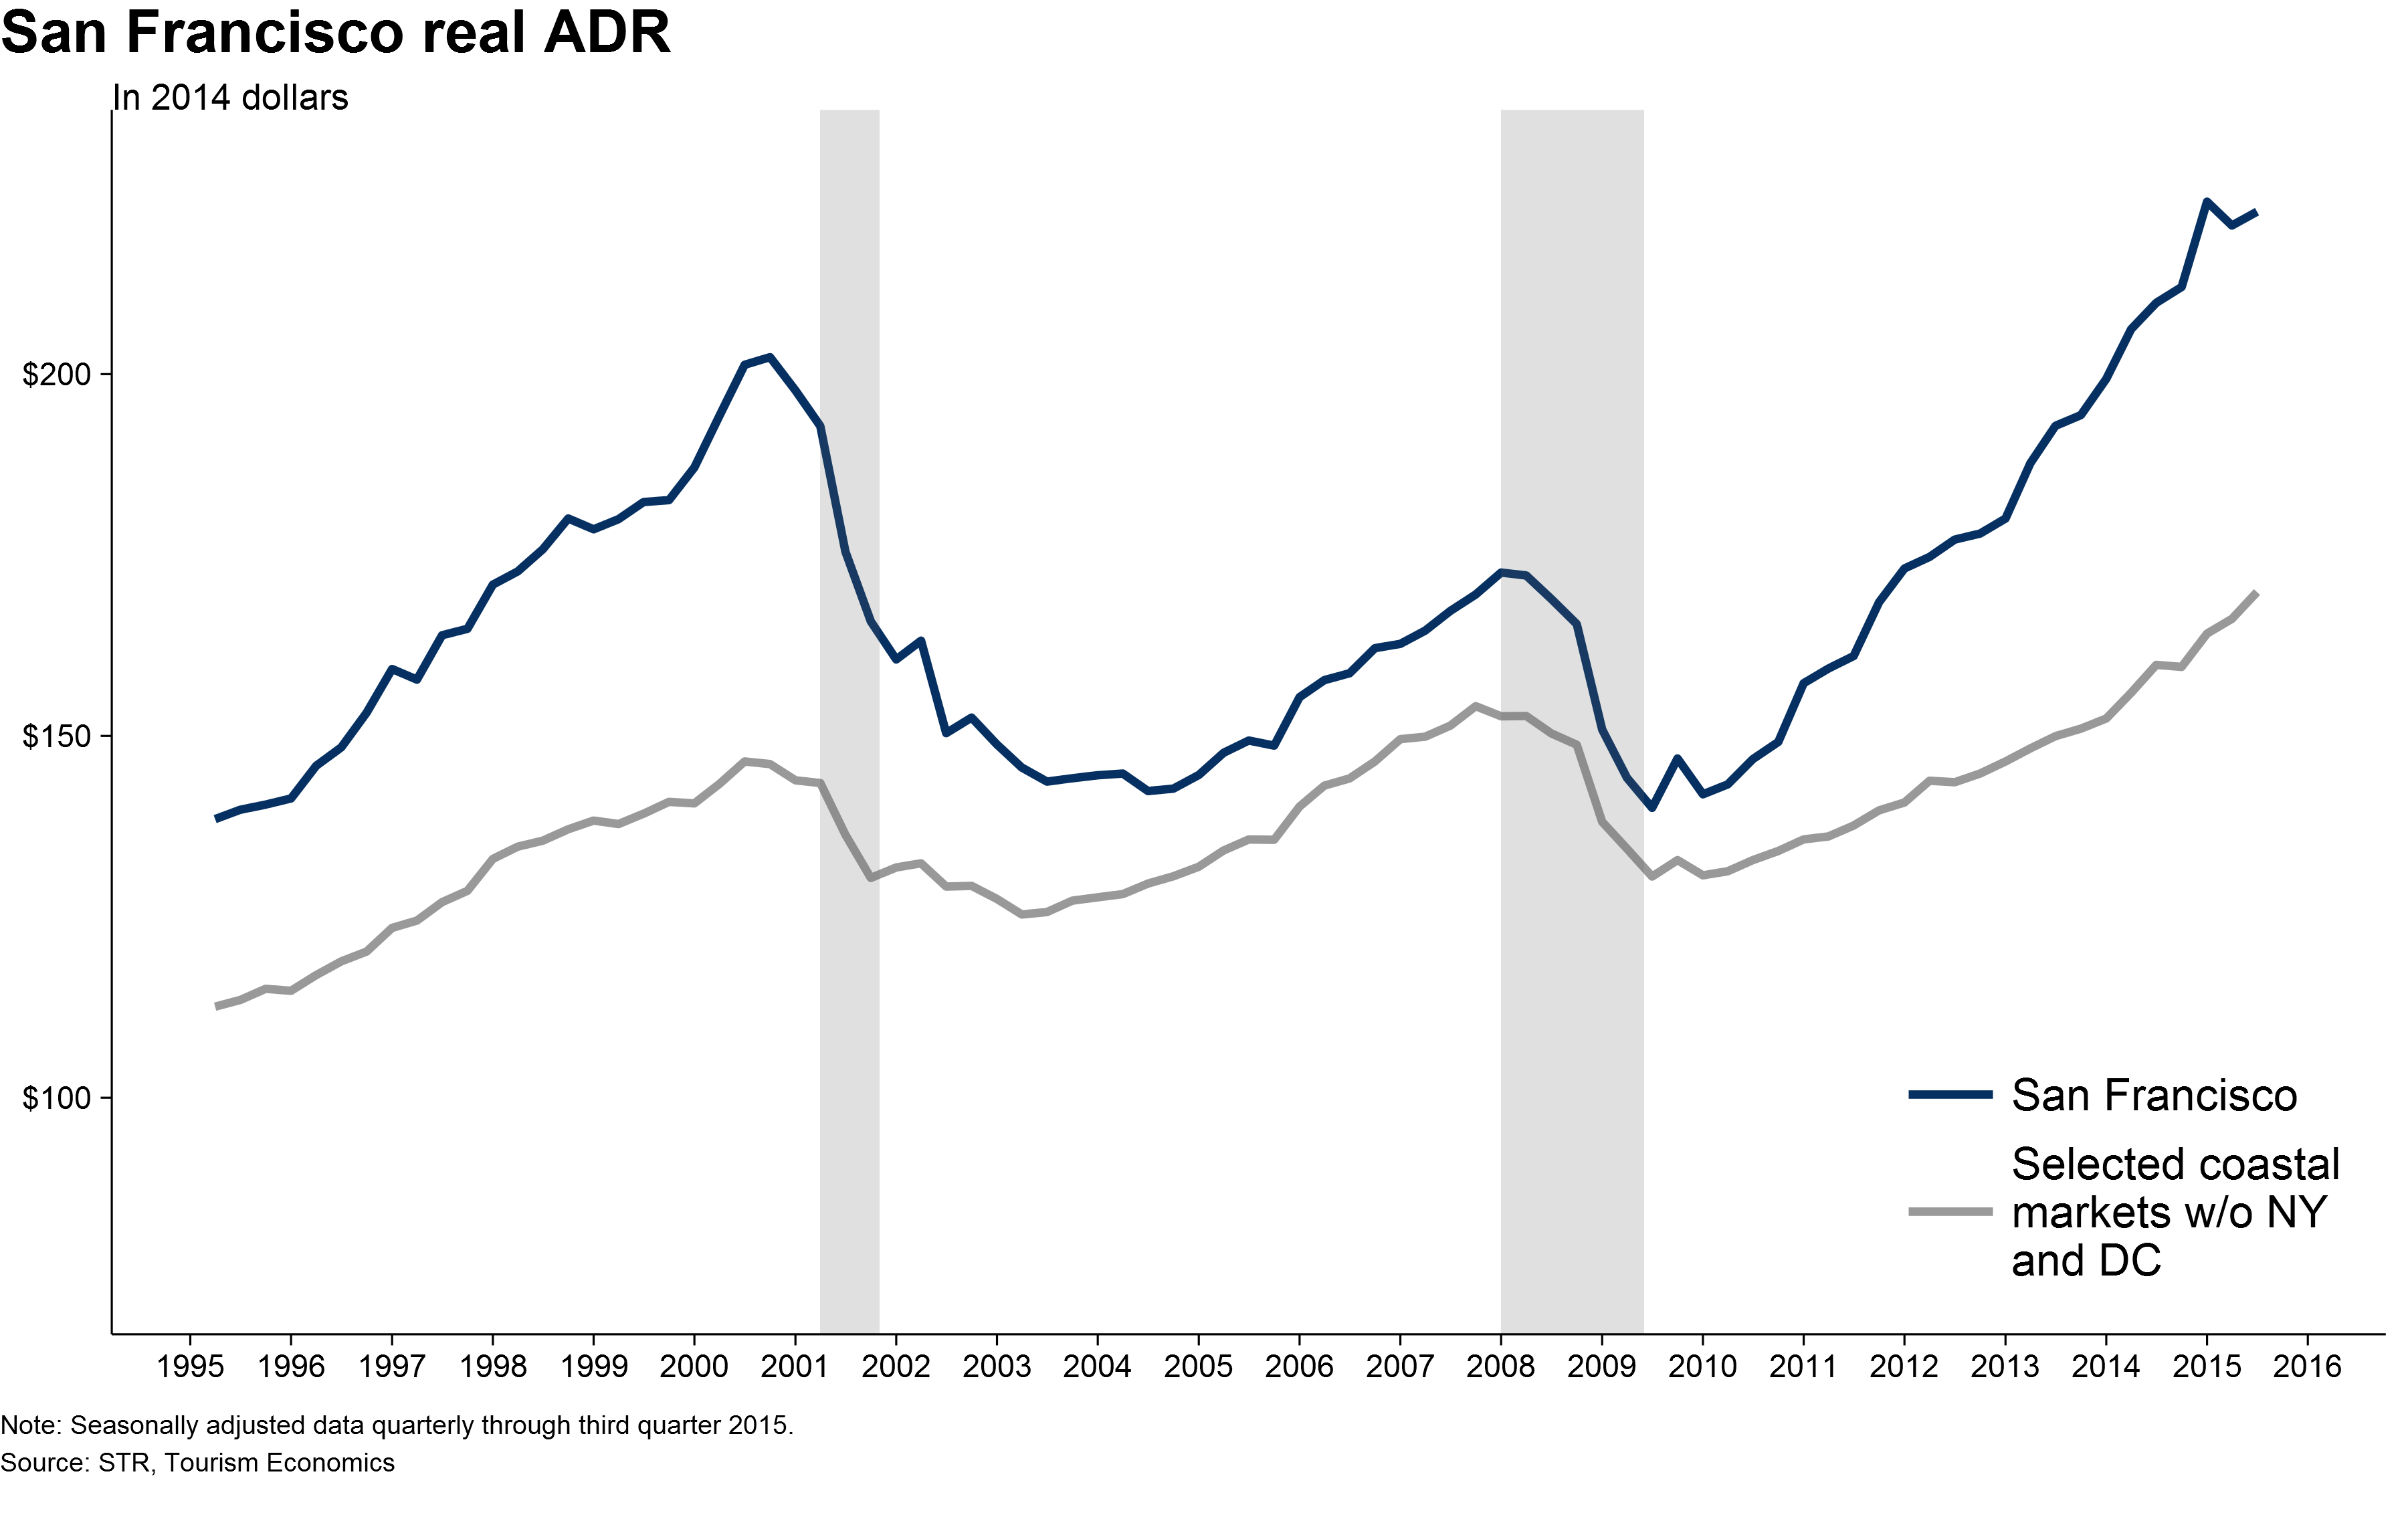 San Francisco real ADR
In 2014 dollars
$200
$150
$100
San Francisco
Selected coastal
markets w/o NY
and DC
1995 1996 1997 1998 1999 2000 2001 2002 2003 2004 2005 2006 2007 2008 2009 2010 2011 2012 2013 2014 2015 2016
Note: Seasonally adjusted data quarterly through third quarter 2015.
Source: STR, Tourism Economics